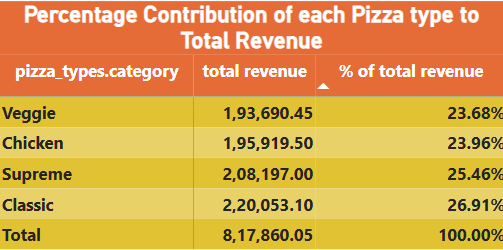 Percentage Contribution of each Pizza type to
Total Revenue
pizza_types.category total revenue % of total revenue
Veggie 1,93,690.45 23.68%
Chicken 1,95,919.50 23.96%
Supreme 2,08,197.00 25.46%
Classic 2,20,053.10 26.91%
Total 8,17,860.05 100.00%